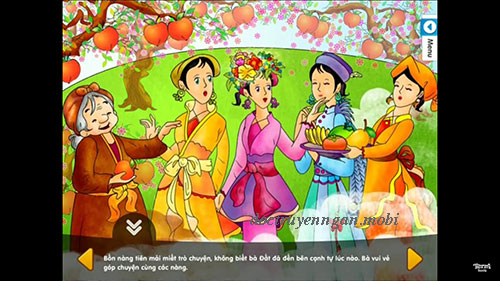 Menu
doctruyenngan.mobi
Bốn nàng tiên mải miết trò chuyện, không biết bà Đất đã đến bên cạnh tự lúc nào. Bà vui vẻ
góp chuyện cùng các nàng.